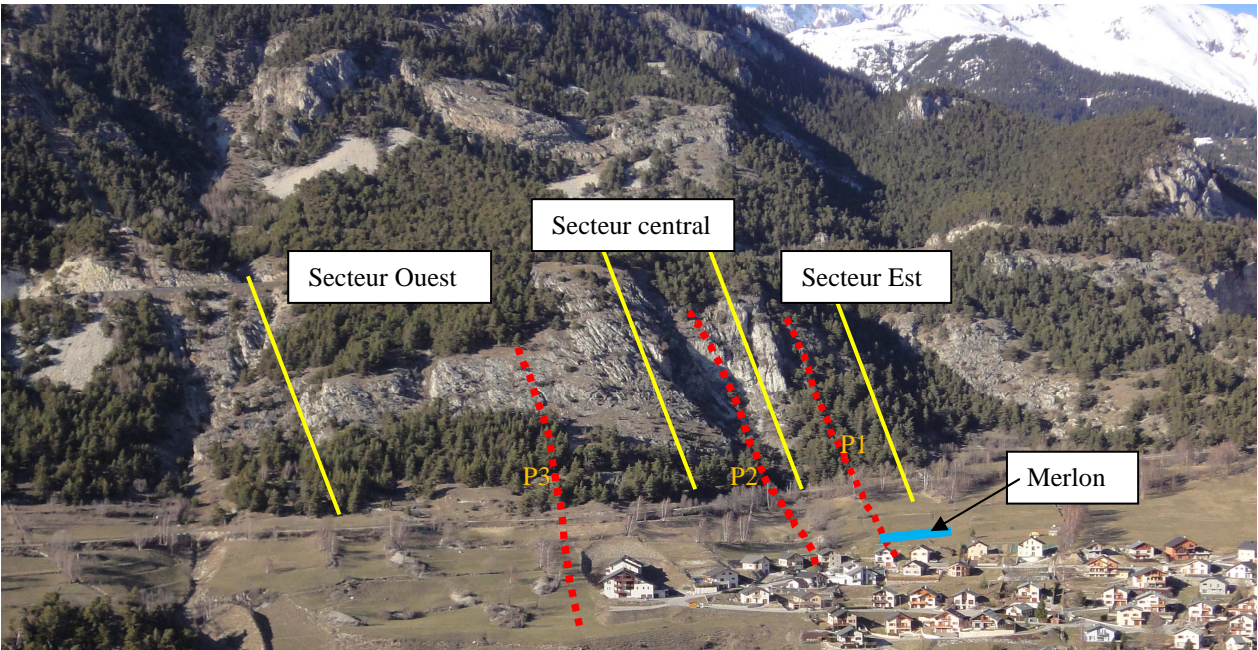 Secteur central
Secteur Ouest
Secteur Est
P1
P3
P2
Merlon